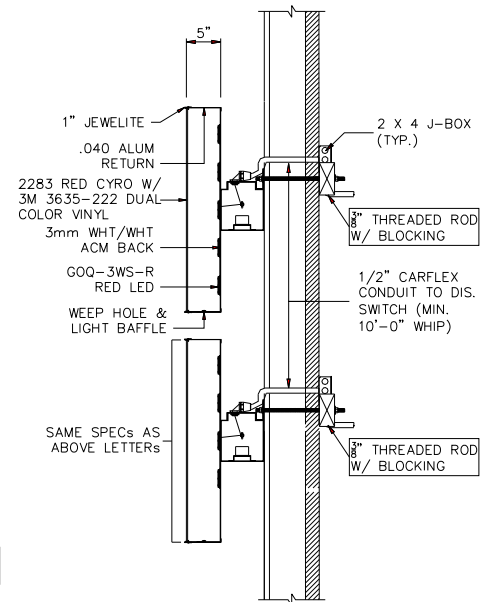 5"
1" JEWELITE
.040 ALUM
RETURN
2283 RED CYRO W/
3M 3635-222 DUAL
COLOR VINYL
3mm WHT/WHT
ACM BACK
GOQ-3WS-R
RED LED
WEEP HOLE &
LIGHT BAFFLE
SAME SPECs AS
ABOVE LETTERs
2 X 4 J-BOX
(TYP.)
3/8" THREADED ROD
W/ BLOCKING
1/2" CARFLEX
CONDUIT TO DIS.
SWITCH (MIN.
10'-0" WHIP)
3/8" THREADED ROD
W/ BLOCKING